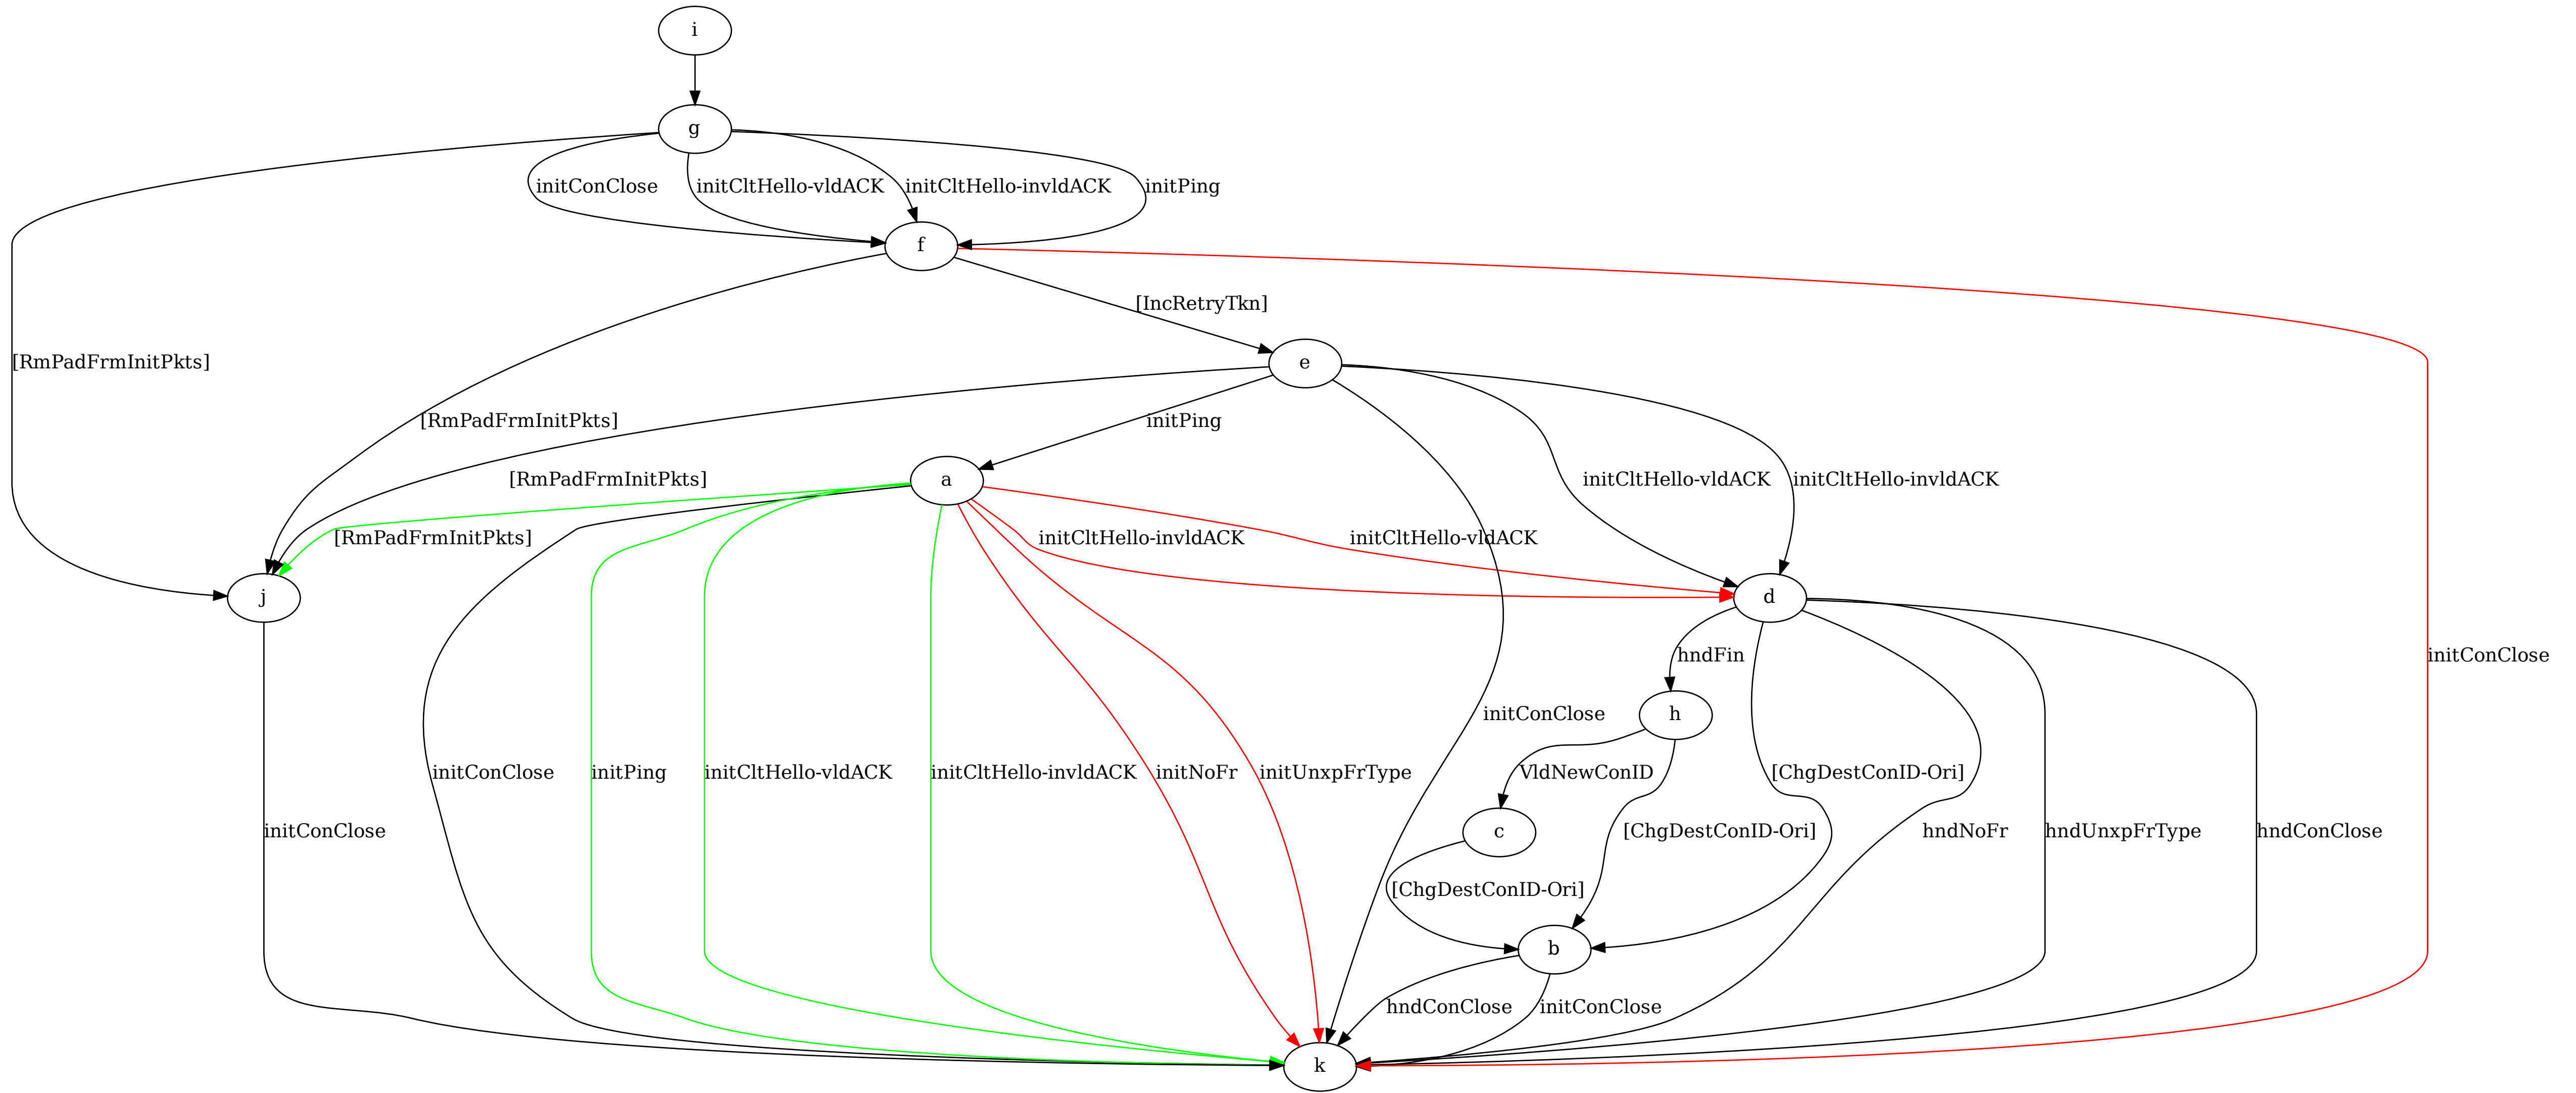 i
g
initConClose
initCltHello-vldACK
initCltHello-invldACK
initPing
f
[IncRetryTkn]
[RmPadFrmInitPkts]
e
[RmPadFrmInitPkts]
initPing
[RmPadFrmInitPkts]
a
initCltHello-vldACK
initCltHello-invldACK
[RmPadFrmInitPkts]
initCltHello-invldACK
initCltHello-vldACK
j
d
hndFin
initConClose
initConClose
h
initConClose
initPing
initCltHello-vldACK
initCltHello-invldACK
initNoFr
initUnxpFrType
VldNewConID
[ChgDestConID-Ori]
initConClose
c
[ChgDestConID-Ori]
hndNoFr
hndUnxpFrType
hndConClose
[ChgDestConID-Ori]
b
hndConClose
initConClose
k